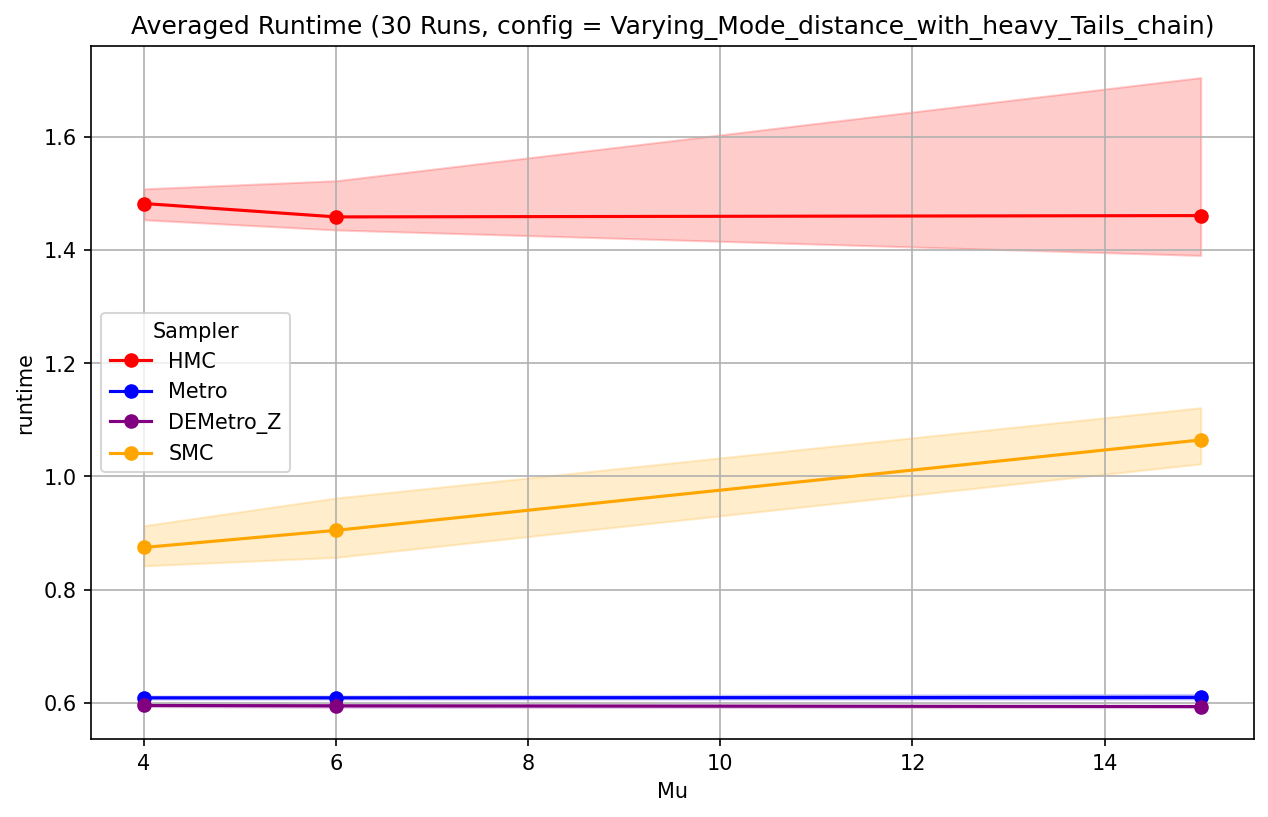 Averaged Runtime (30 Runs, config = Varying_Mode_distance_with_heavy_Tails_chain)
1.6
1.4
1.2
1.0
0.8
0.6
runtime
Sampler
HMC
Metro
DEMetro_Z
SMC
4
6
8
10
12
14
Mu